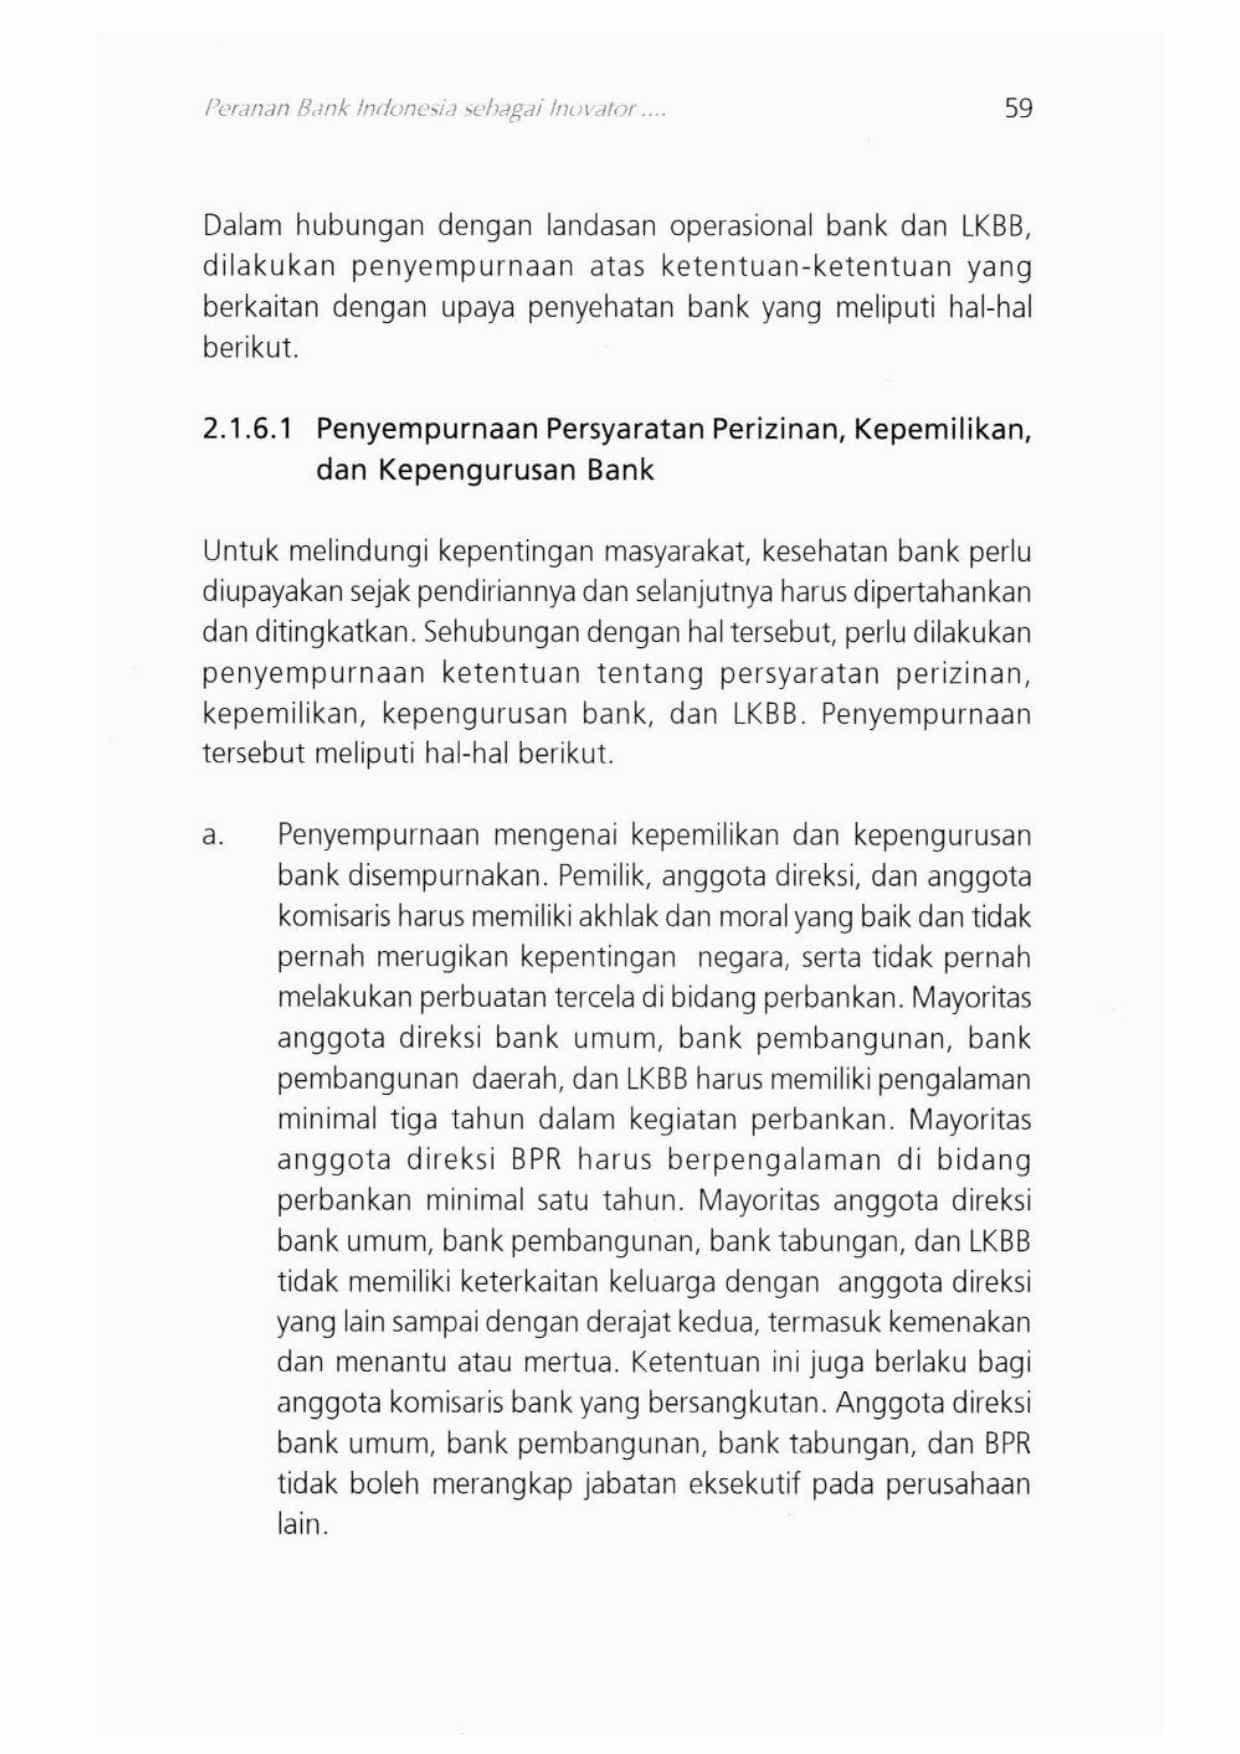 Peranan Bank Indonesia sebagai Inovator ....
59
Dalam hubungan dengan landasan operasional bank dan LKBB,
dilakukan penyempurnaan atas ketentuan-ketentuan yang
berkaitan dengan upaya penyehatan bank yang meliputi hal-hal
berikut.
2.1.6.1 Penyempurnaan Persyaratan Perizinan, Kepemilikan,
dan Kepengurusan Bank
Untuk melindungi kepentingan masyarakat, kesehatan bank perlu
diupayakan sejak pendiriannya dan selanjutnya harus dipertahankan
dan ditingkatkan. Sehubungan dengan hal tersebut, perlu dilakukan
penyempurnaan ketentuan tentang persyaratan perizinan,
kepemilikan, kepengurusan bank, dan LKBB. Penyempurnaan
tersebut meliputi hal-hal berikut.
a. Penyempurnaan mengenai kepemilikan dan kepengurusan
bank disempurnakan. Pemilik, anggota direksi, dan anggota
komisaris harus memiliki akhlak dan moral yang baik dan tidak
pernah merugikan kepentingan negara, serta tidak pernah
melakukan perbuatan tercela di bidang perbankan. Mayoritas
anggota direksi bank umum, bank pembangunan, bank
pembangunan daerah, dan LKBB harus memiliki pengalaman
minimal tiga tahun dalam kegiatan perbankan. Mayoritas
anggota direksi BPR harus berpengalaman di bidang
perbankan minimal satu tahun. Mayoritas anggota direksi
bank umum, bank pembangunan, bank tabungan, dan LKBB
tidak memiliki keterkaitan keluarga dengan anggota direksi
yang lain sampai dengan derajat kedua, termasuk kemenakan
dan menantu atau mertua. Ketentuan ini juga berlaku bagi
anggota komisaris bank yang bersangkutan. Anggota direksi
bank umum, bank pembangunan, bank tabungan, dan BPR
tidak boleh merangkap jabatan eksekutif pada perusahaan
lain.